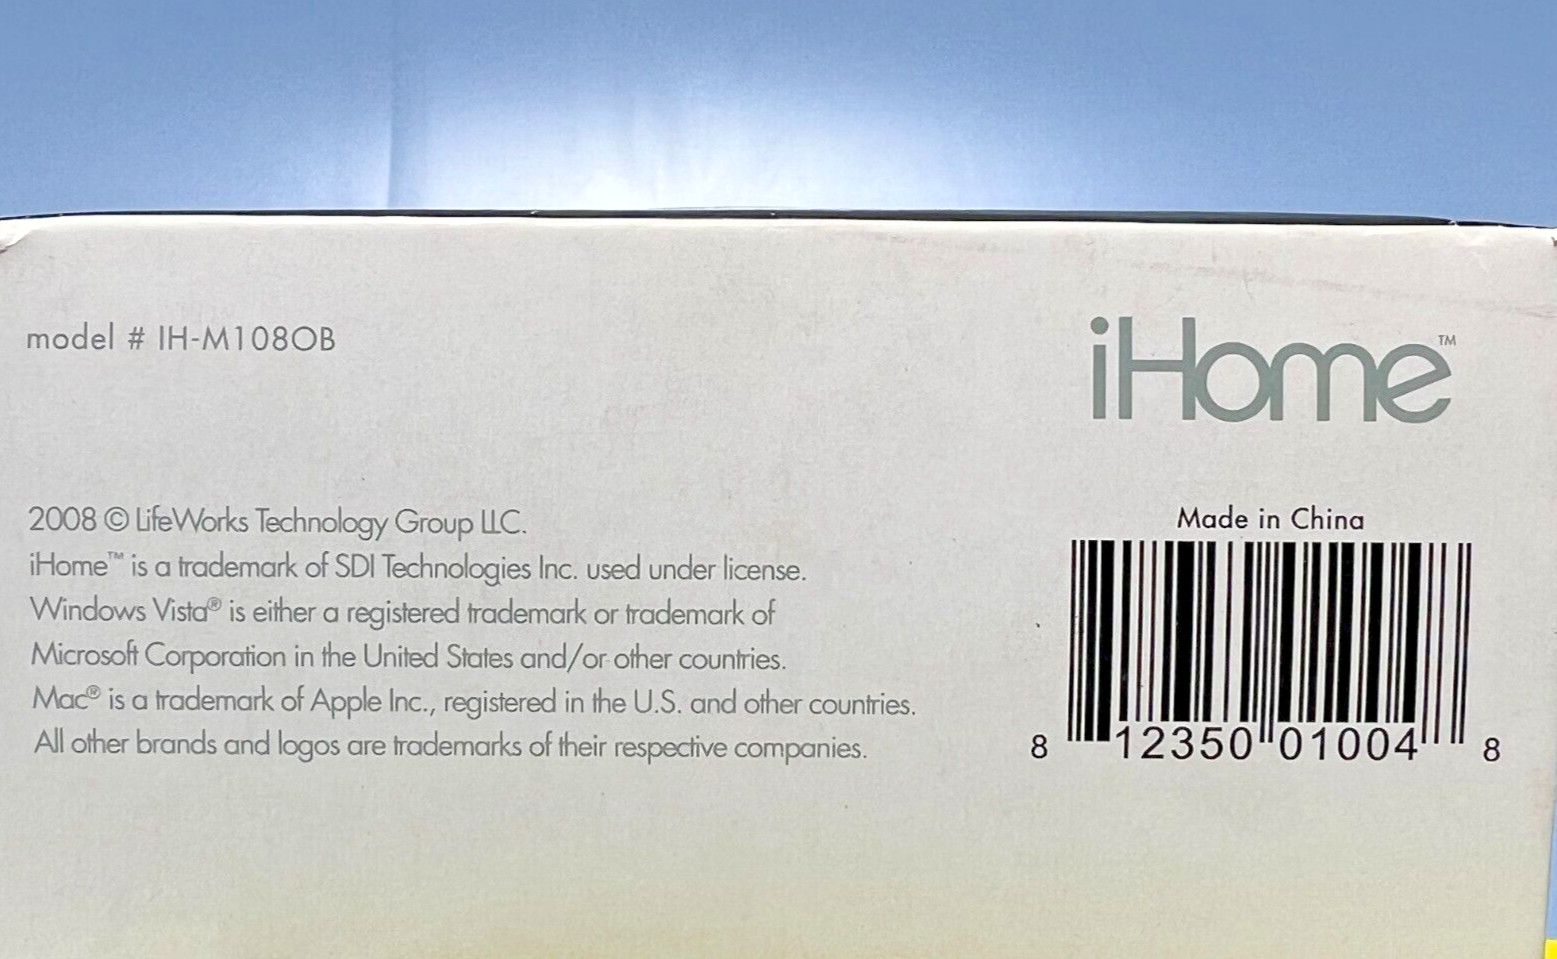 model # IH-M108OB
iHome™
2008 © LifeWorks Technology Group LLC.
iHome™ is a trademark of SDI Technologies Inc. used under license.
Windows Vista® is either a registered trademark or trademark of
Microsoft Corporation in the United States and/or other countries.
Mac® is a trademark of Apple Inc., registered in the U.S. and other countries.
All other brands and logos are trademarks of their respective companies.
Made in China
8 12350 01004 8